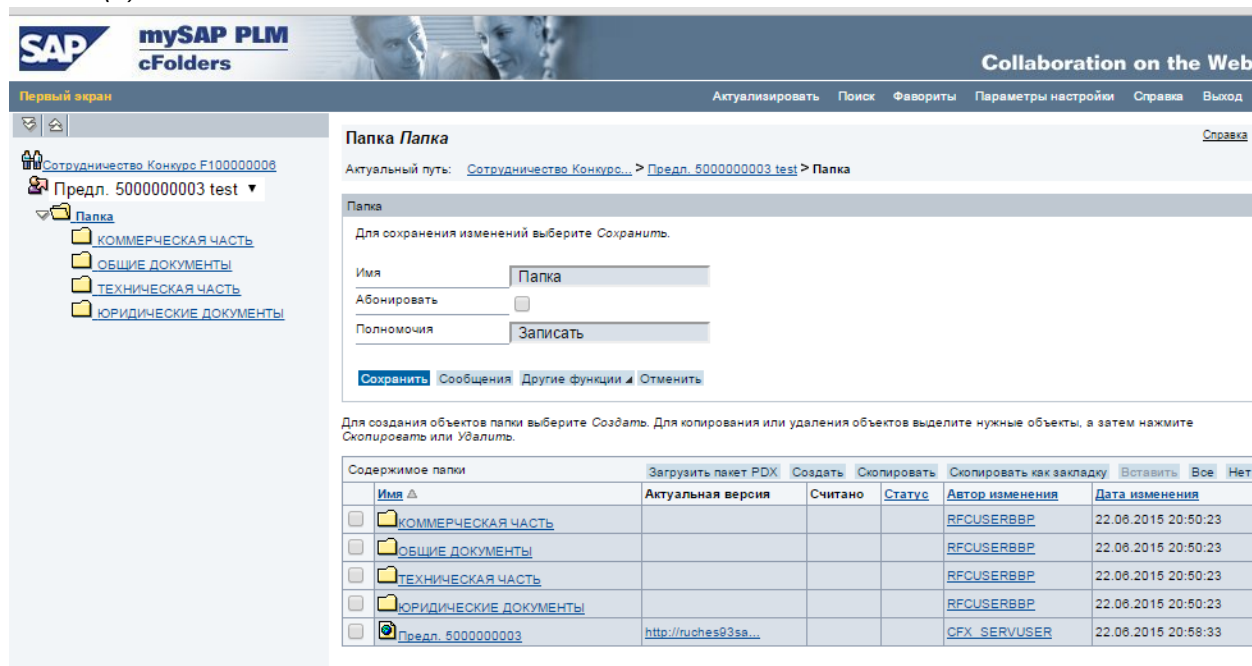 SAP
mySAP PLM
cFolders
Collaboration on the Web
Первый экран
Актуализировать Поиск Фавориты Параметры настройки Справка Выход
Сотрудничество Конкурс F100000006
Предл. 5000000003 test
Папка
КОММЕРЧЕСКАЯ ЧАСТЬ
ОБЩИЕ ДОКУМЕНТЫ
ТЕХНИЧЕСКАЯ ЧАСТЬ
ЮРИДИЧЕСКИЕ ДОКУМЕНТЫ
Папка Папка
Справка
Актуальный путь: Сотрудничество Конкурс... > Предл. 5000000003 test > Папка
Папка
Для сохранения изменений выберите Сохранить.
Имя Папка
Абонировать
Полномочия Записать
Сохранить Сообщения Другие функции Отменить
Для создания объектов папки выберите Создать. Для копирования или удаления объектов выделите нужные объекты, а затем нажмите
Скопировать или Удалить.
Содержимое папки Загрузить пакет PDX Создать Скопировать Скопировать как закладку Вставить Все Нет
Имя Актуальная версия Считано Статус Автор изменения Дата изменения
КОММЕРЧЕСКАЯ ЧАСТЬ RFCUSERBBP 22.06.2015 20:50:23
ОБЩИЕ ДОКУМЕНТЫ RFCUSERBBP 22.06.2015 20:50:23
ТЕХНИЧЕСКАЯ ЧАСТЬ RFCUSERBBP 22.06.2015 20:50:23
ЮРИДИЧЕСКИЕ ДОКУМЕНТЫ RFCUSERBBP 22.06.2015 20:50:23
Предл. 5000000003 http://ruches93sa... CFX_SERVUSER 22.06.2015 20:58:33